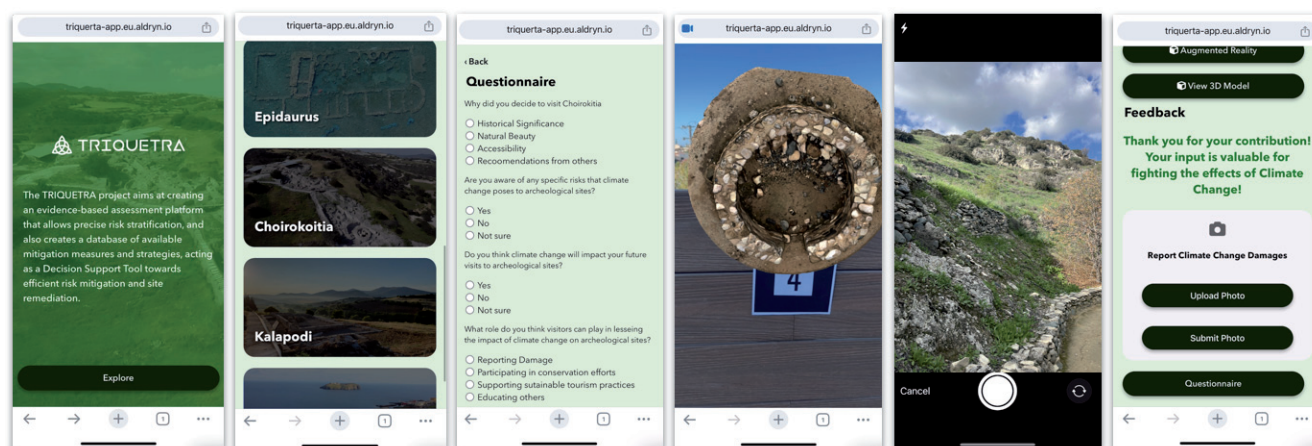 triquerta-app.eu.aldryn.io
TRIQUETRA
The TRIQUETRA project aims at creating
an evidence-based assessment platform
that allows precise risk stratification, and
also creates a database of available
mitigation measures and strategies, acting
as a Decision Support Tool towards
efficient risk mitigation and site
remediation.
Explore
1
triquerta-app.eu.aldryn.io
Epidaurus
Choirokoitia
Kalapodi
1
triquerta-app.eu.aldryn.io
‹ Back
Questionnaire
Why did you decide to visit Choirokitia
Historical Significance
Natural Beauty
Accessibility
Recoomendations from others
Are you aware of any specific risks that climate
change poses to archeological sites?
Yes
No
Not sure
Do you think climate change will impact your future
visits to archeological sites?
Yes
No
Not sure
What role do you think visitors can play in lesseing
the impact of climate change on archeological sites?
Reporting Damage
Participating in conservation efforts
Supporting sutainable tourism practices
Educating others
1
triquerta-app.eu.aldryn.io
4
1
Cancel
triquerta-app.eu.aldryn.io
Augmented Reality
View 3D Model
Feedback
Thank you for your contribution!
Your input is valuable for
fighting the effects of Climate
Change!
Report Climate Change Damages
Upload Photo
Submit Photo
Questionnaire
1